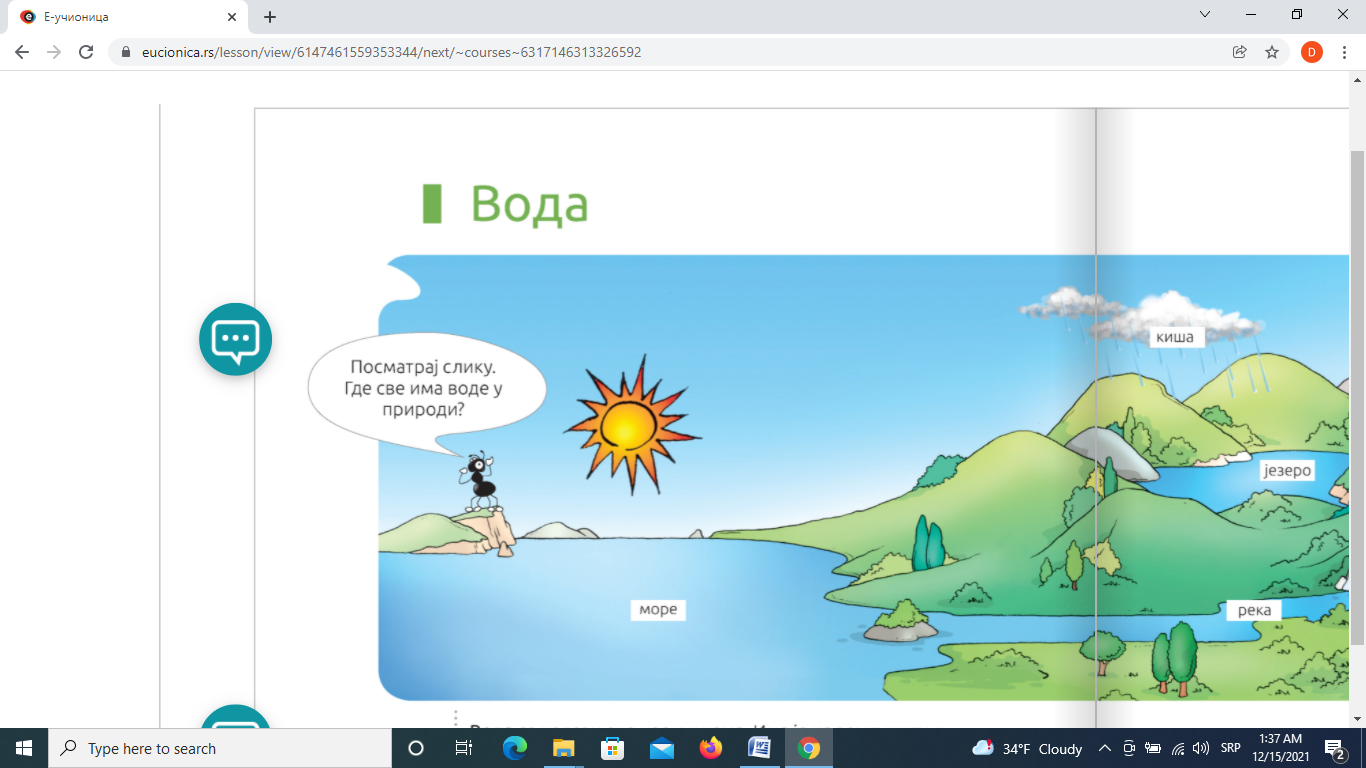 Е-учионица
eucionica.rs/lesson/view/6147461559353344/next/~courses~6317146313326592
D
Вода
киша
Посматрај слику.
Где све има воде у
природи?
језеро
море
река
Type here to search
34°F Cloudy
SRP
1:37 AM
12/15/2021
2